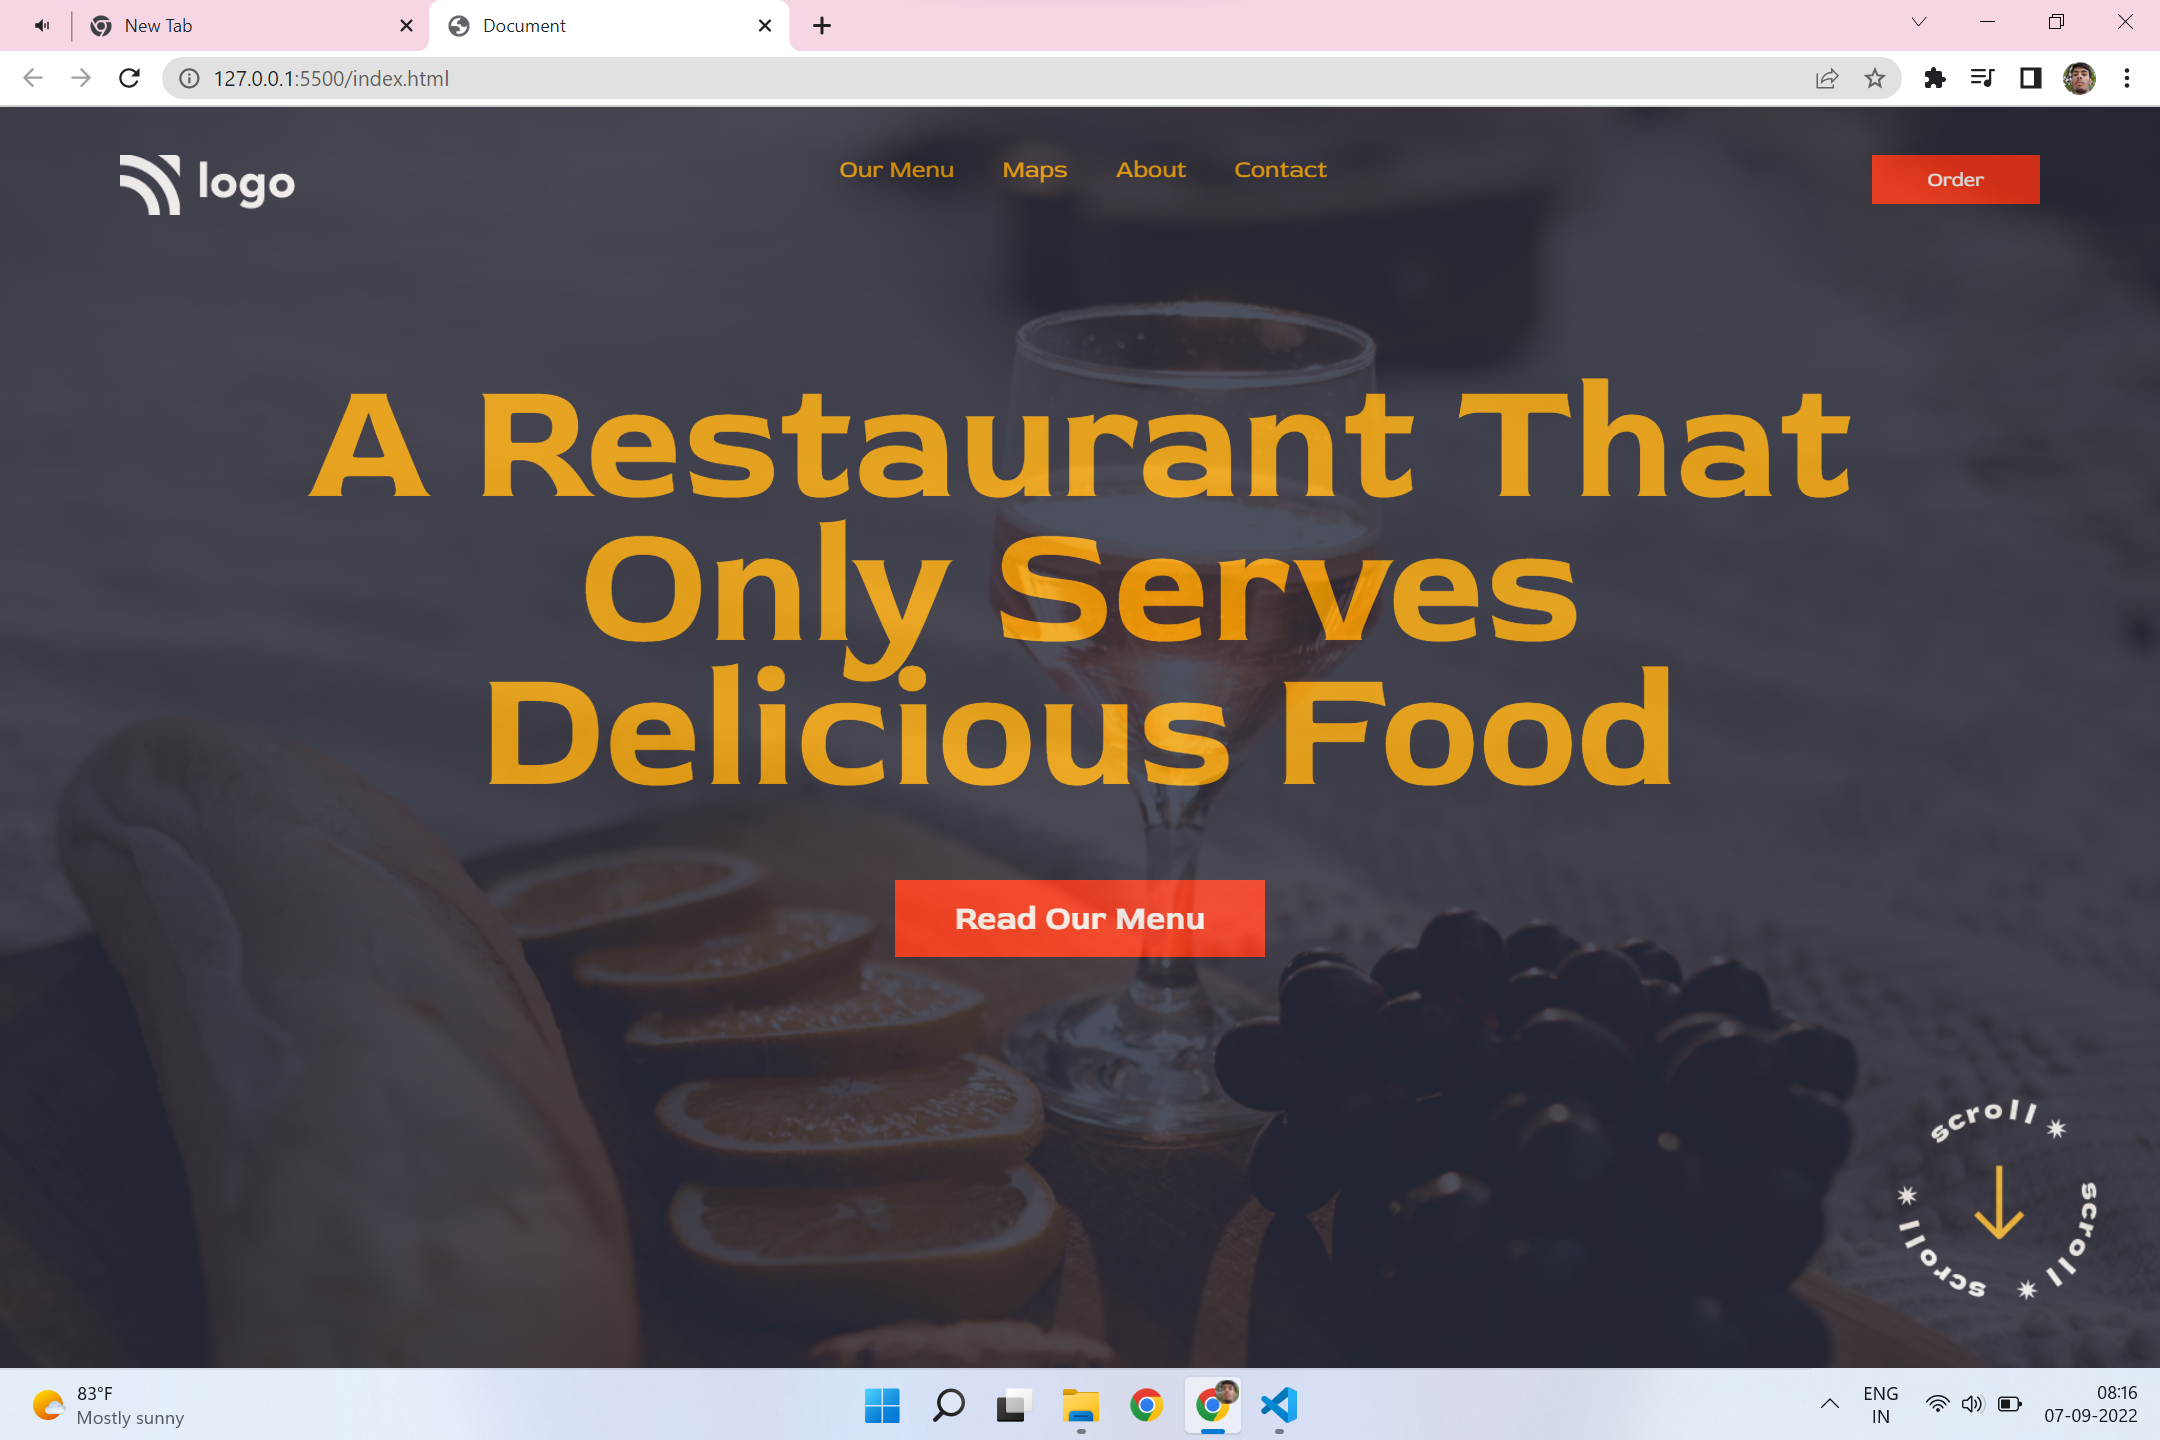 New Tab
Document
127.0.0.1:5500/index.html
logo
Our Menu
Maps
About
Contact
Order
A Restaurant That
Only Serves
Delicious Food
Read Our Menu
scroll
scroll
scroll
83°F
Mostly sunny
ENG
IN
08:16
07-09-2022